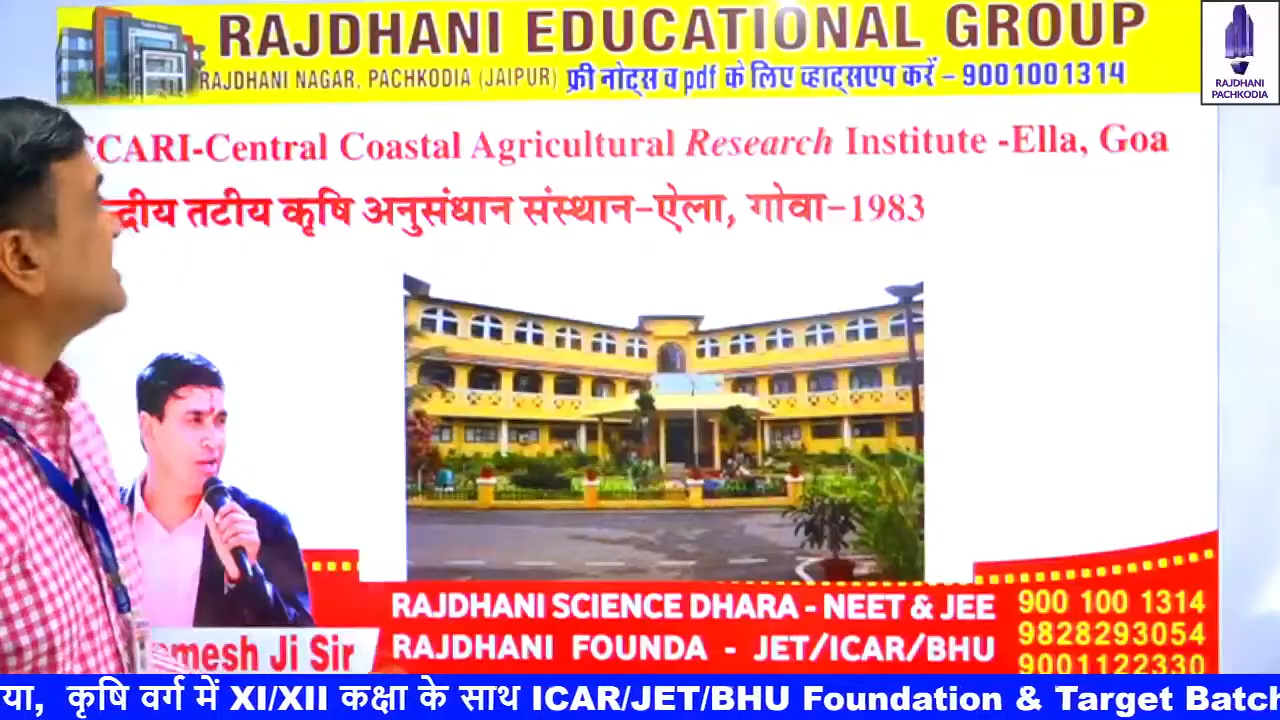 RAJDHANI EDUCATIONAL GROUP
RAJDHANI NAGAR, PACHKODIA (JAIPUR) फ्री नोट्स व pdf के लिए व्हाट्सएप करें - 9001001314
RAJDHANI
PACHKODIA
CCARI-Central Coastal Agricultural Research Institute -Ella, Goa
तटीय कृषि अनुसंधान संस्थान-ऐला, गोवा-1983
RAJDHANI SCIENCE DHARA - NEET & JEE 900 100 1314
9828293054
RAJDHANI FOUNDA - JET/ICAR/BHU
9001122330
Ji Sir
कृषि वर्ग में XI/XII कक्षा के साथ ICAR/JET/BHU Foundation & Target